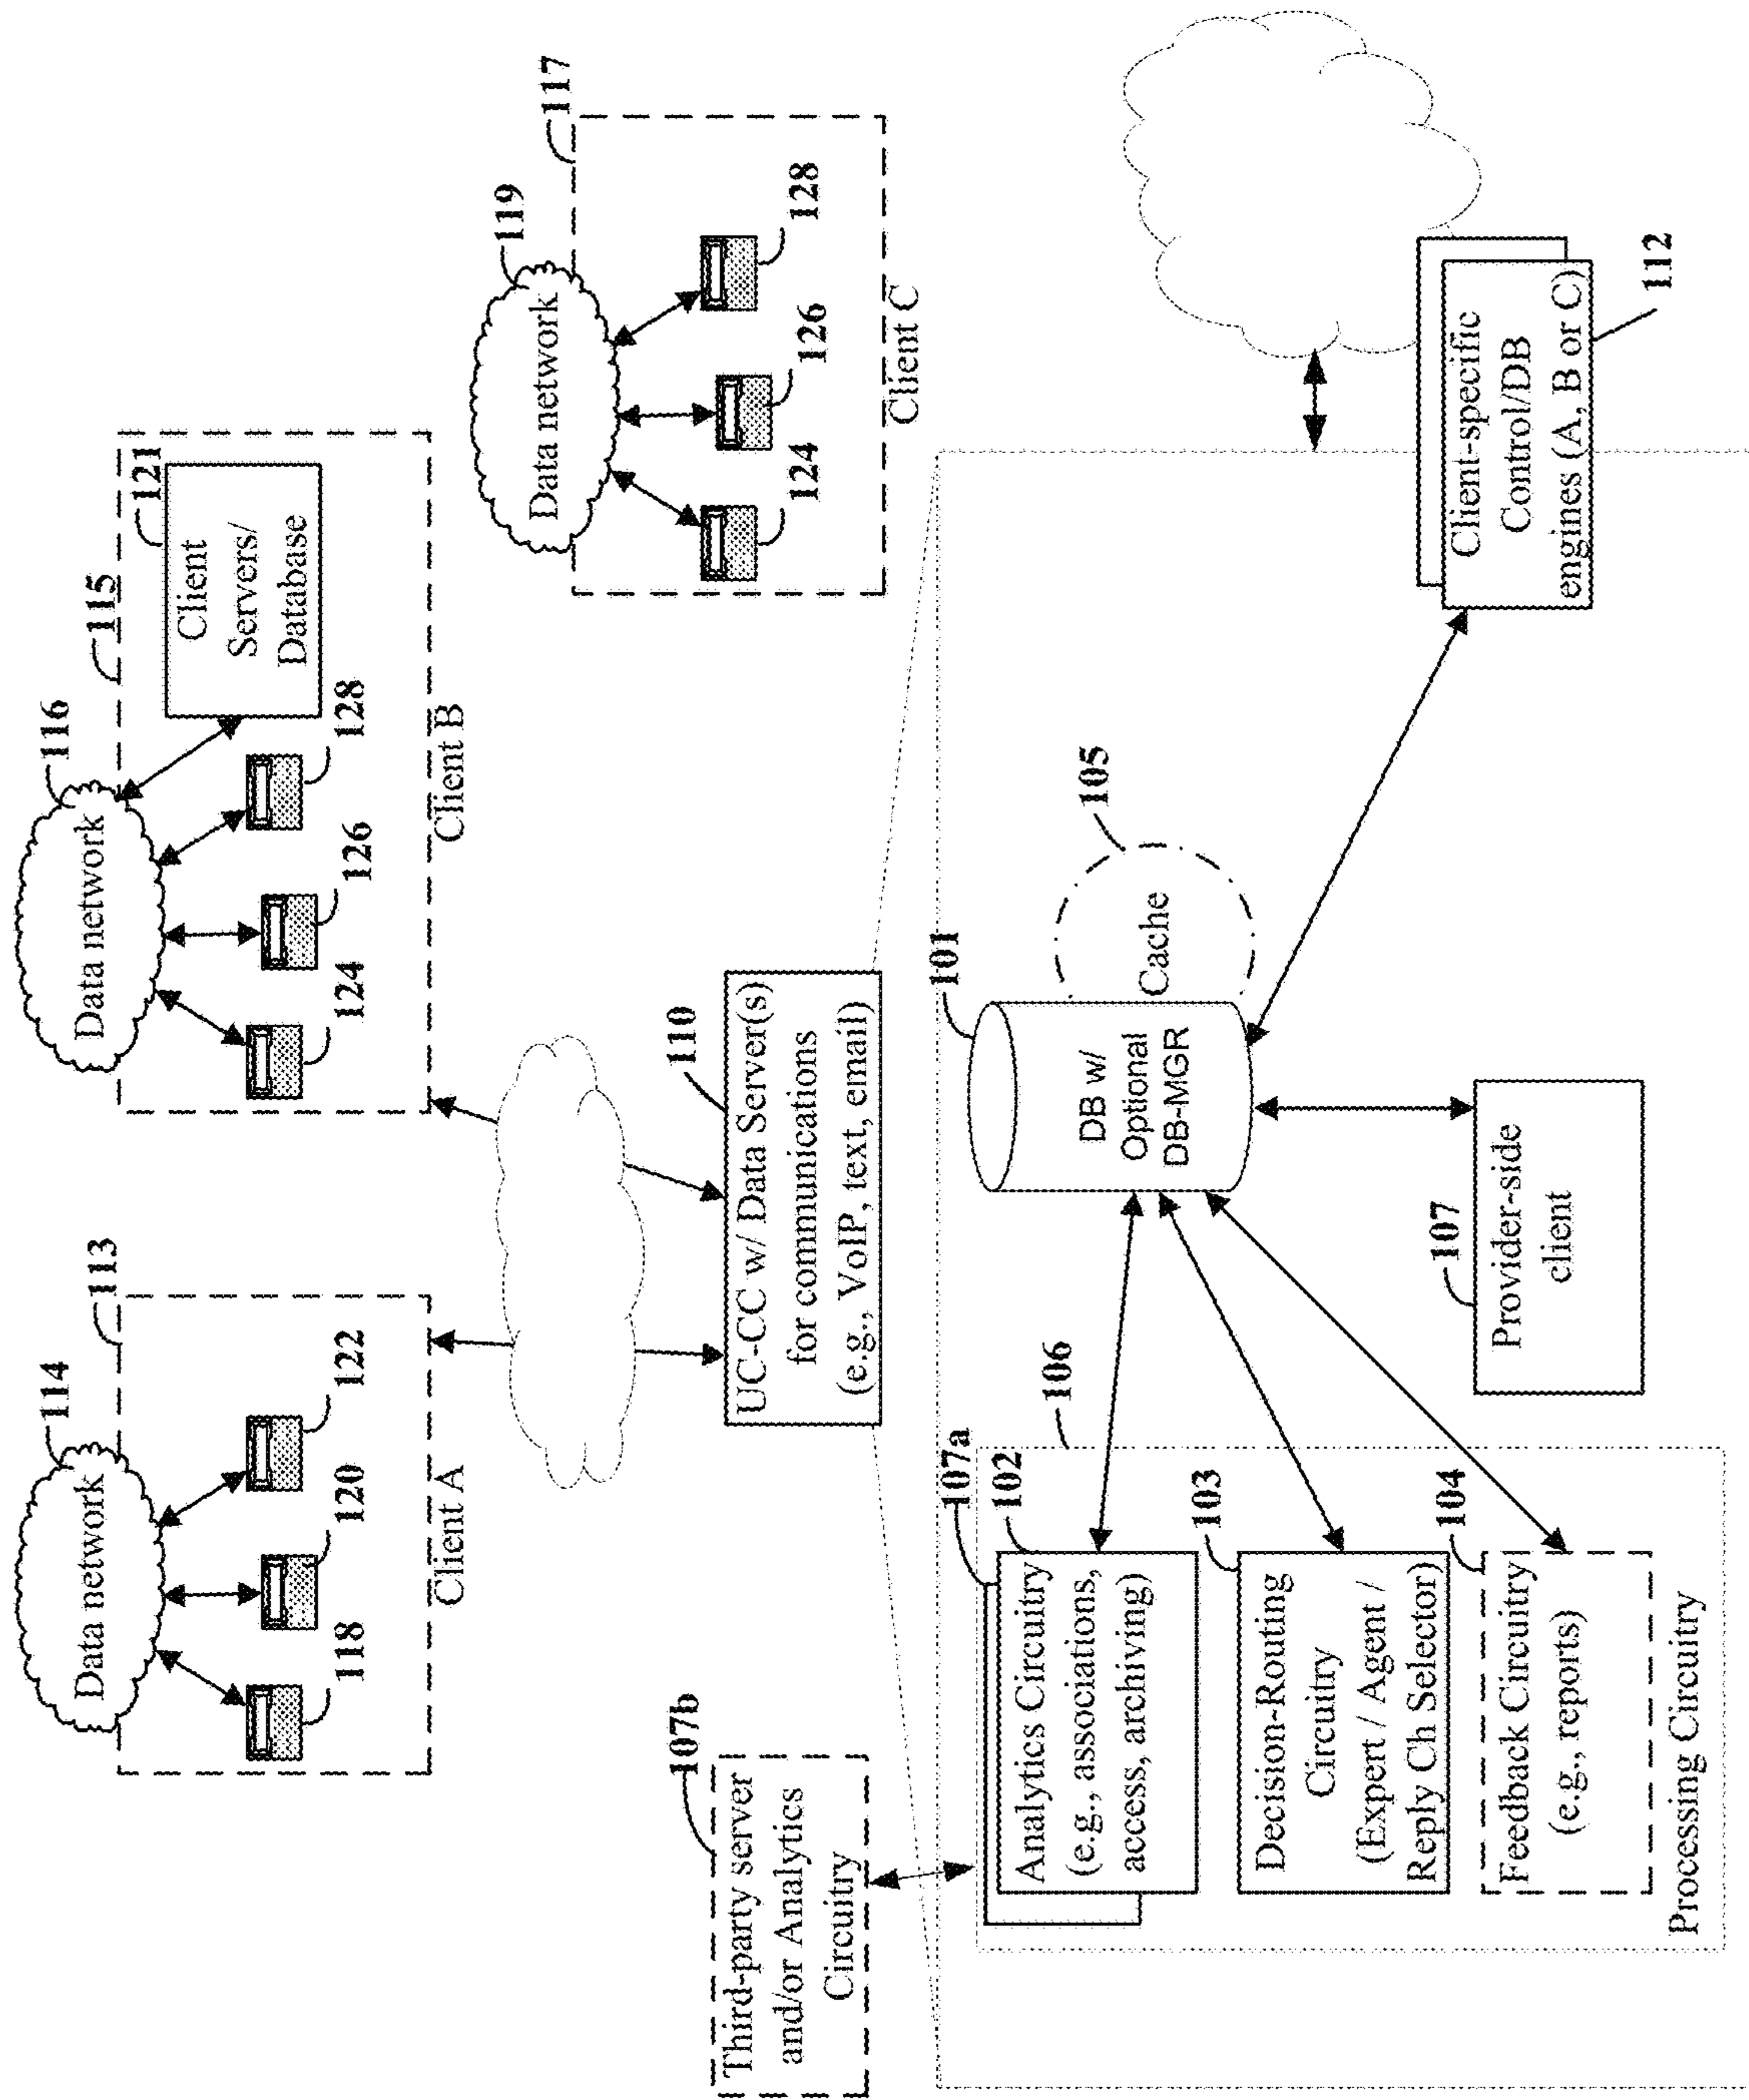 114
Data network
113
118
120
122
Client A
116
Data network
115
121
Client
Servers/
Database
124
126
128
Client B
119
Data network
117
124
126
128
Client C
110
UC-CC w/ Data Server(s)
for communications
(e.g., VoIP, text, email)
107b
Third-party server
and/or Analytics
Circuitry
107a
102
Analytics Circuitry
(e.g., associations,
access, archiving)
106
103
Decision-Routing
Circuitry
(Expert / Agent /
Reply Ch Selector)
104
Feedback Circuitry
(e.g., reports)
Processing Circuitry
101
DB w/
Optional
DB-MGR
105
Cache
107
Provider-side
client
Client-specific
Control/DB
engines (A, B or C)
112